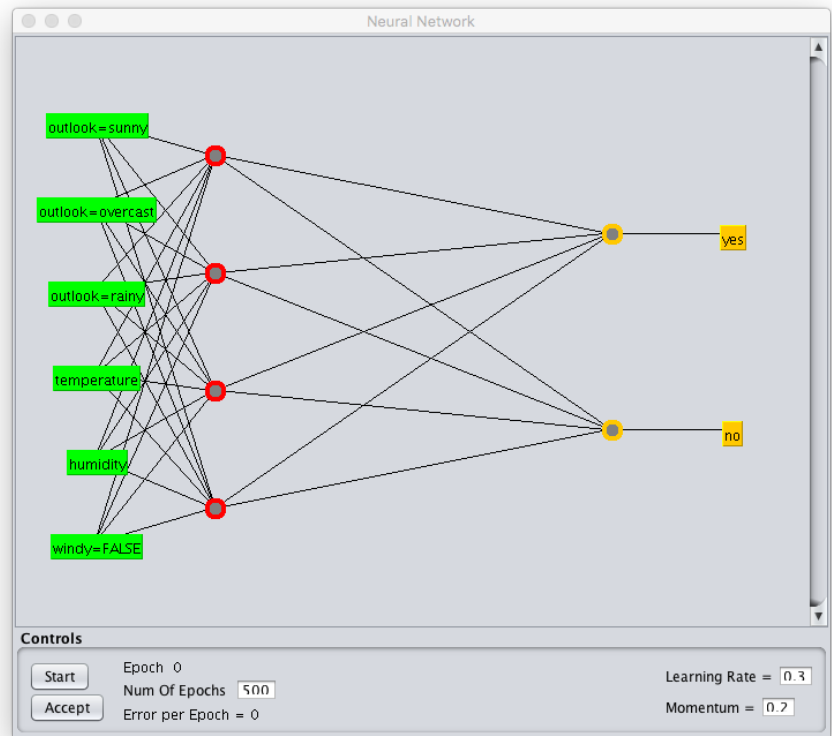 Neural Network
outlook=sunny
outlook=overcast
outlook=rainy
temperature
humidity
windy=FALSE
yes
no
Controls
Start
Accept
Epoch 0
Num Of Epochs 500
Error per Epoch = 0
Learning Rate = 0.3
Momentum = 0.2